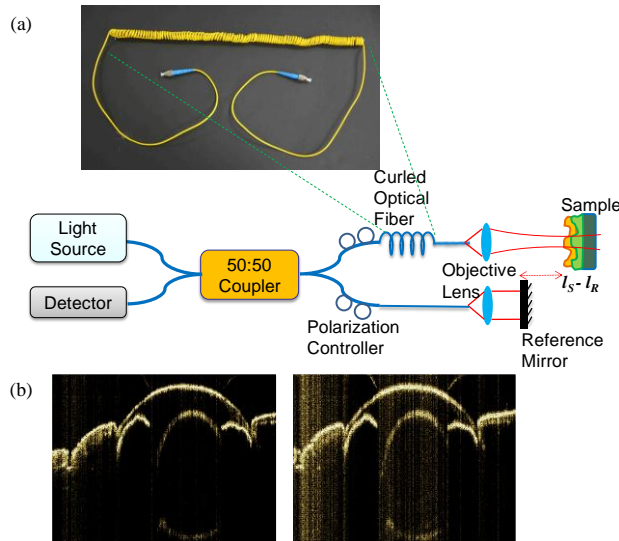 (a)
Curled
Optical
Fiber
Sample
Light
Source
50:50
Coupler
Detector
Objective
Lens
lS- lR
Polarization
Controller
Reference
Mirror
(b)